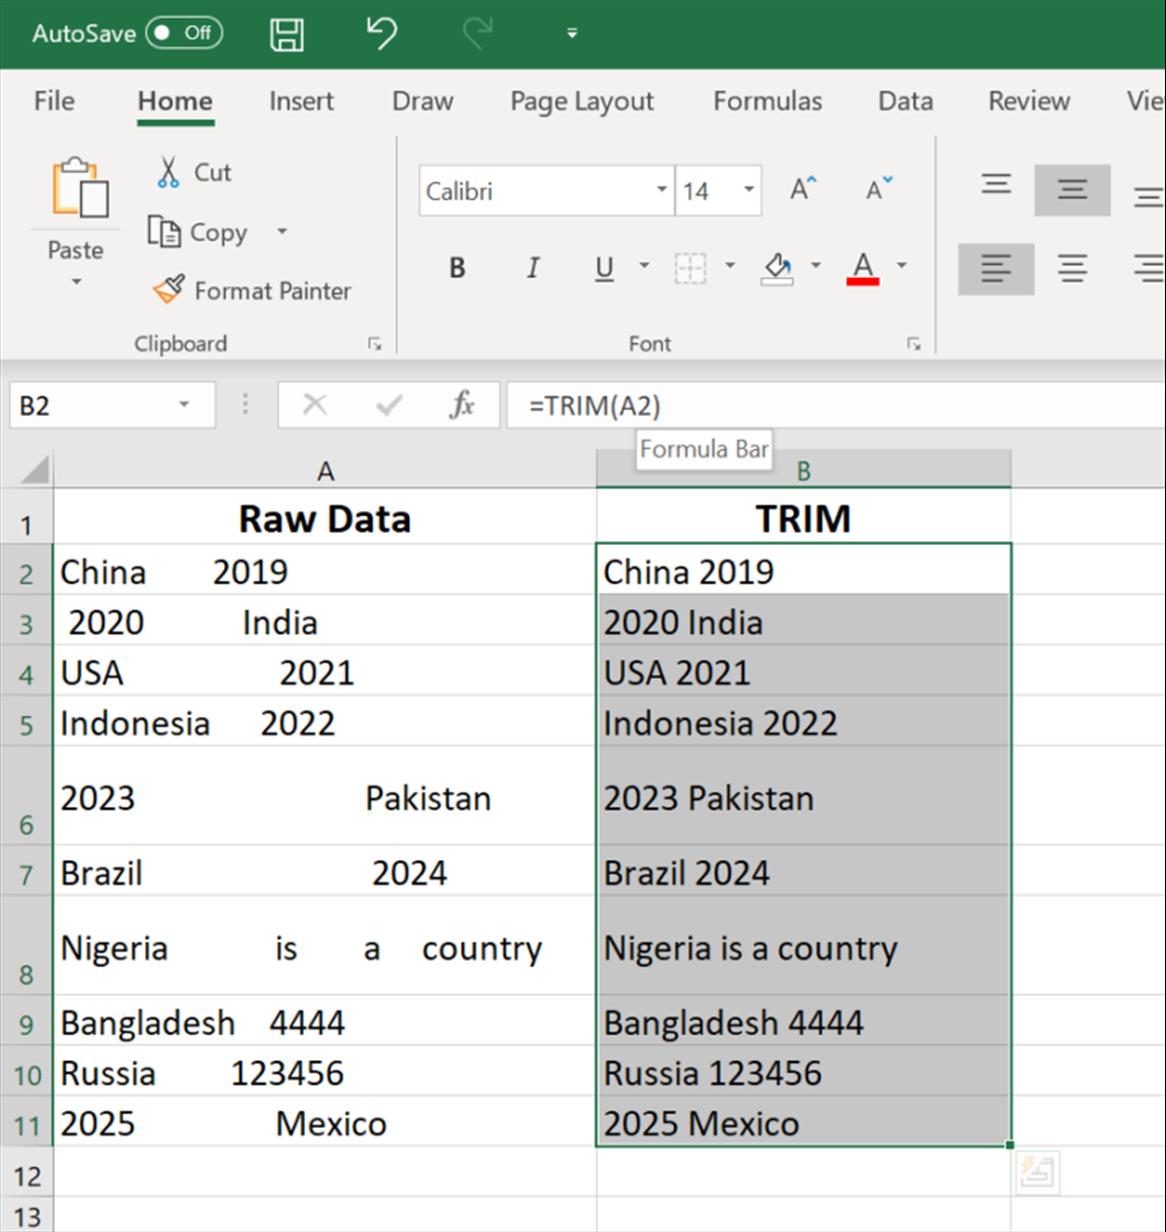 AutoSave Off
File Home Insert Draw Page Layout Formulas Data Review Vie
Paste
Cut
Copy
Format Painter
Clipboard
Calibri 14 A A
B I U A
Font
B2 fx =TRIM(A2)
Formula Bar
A B
1 Raw Data TRIM
2 China 2019 China 2019
3 2020 India 2020 India
4 USA 2021 USA 2021
5 Indonesia 2022 Indonesia 2022
6 2023 Pakistan 2023 Pakistan
7 Brazil 2024 Brazil 2024
8 Nigeria is a country Nigeria is a country
9 Bangladesh 4444 Bangladesh 4444
10 Russia 123456 Russia 123456
11 2025 Mexico 2025 Mexico
12
13